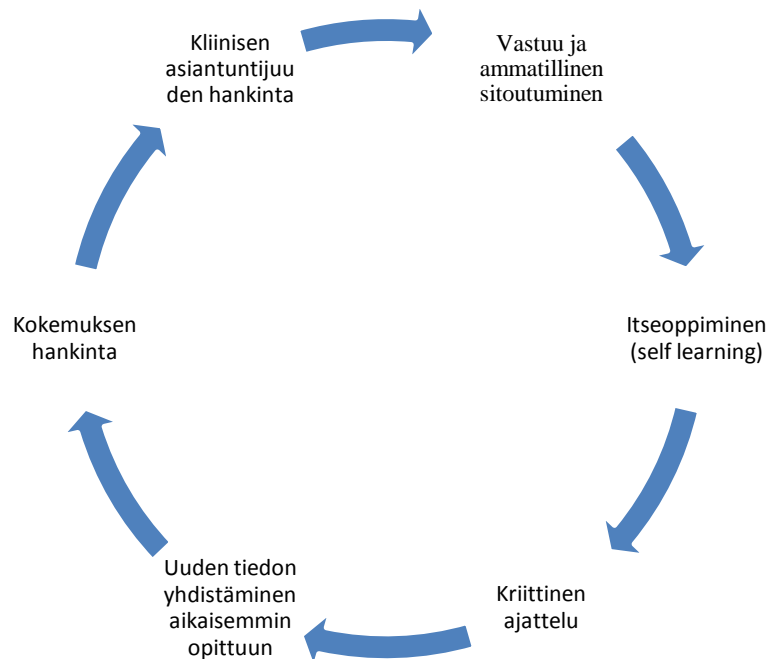 Kliinisen
asiantuntijuu
den hankinta
Vastuu ja
ammatillinen
sitoutuminen
Itseoppiminen
(self learning)
Kriittinen
ajattelu
Uuden tiedon
yhdistäminen
aikaisemmin
opittuun
Kokemuksen
hankinta